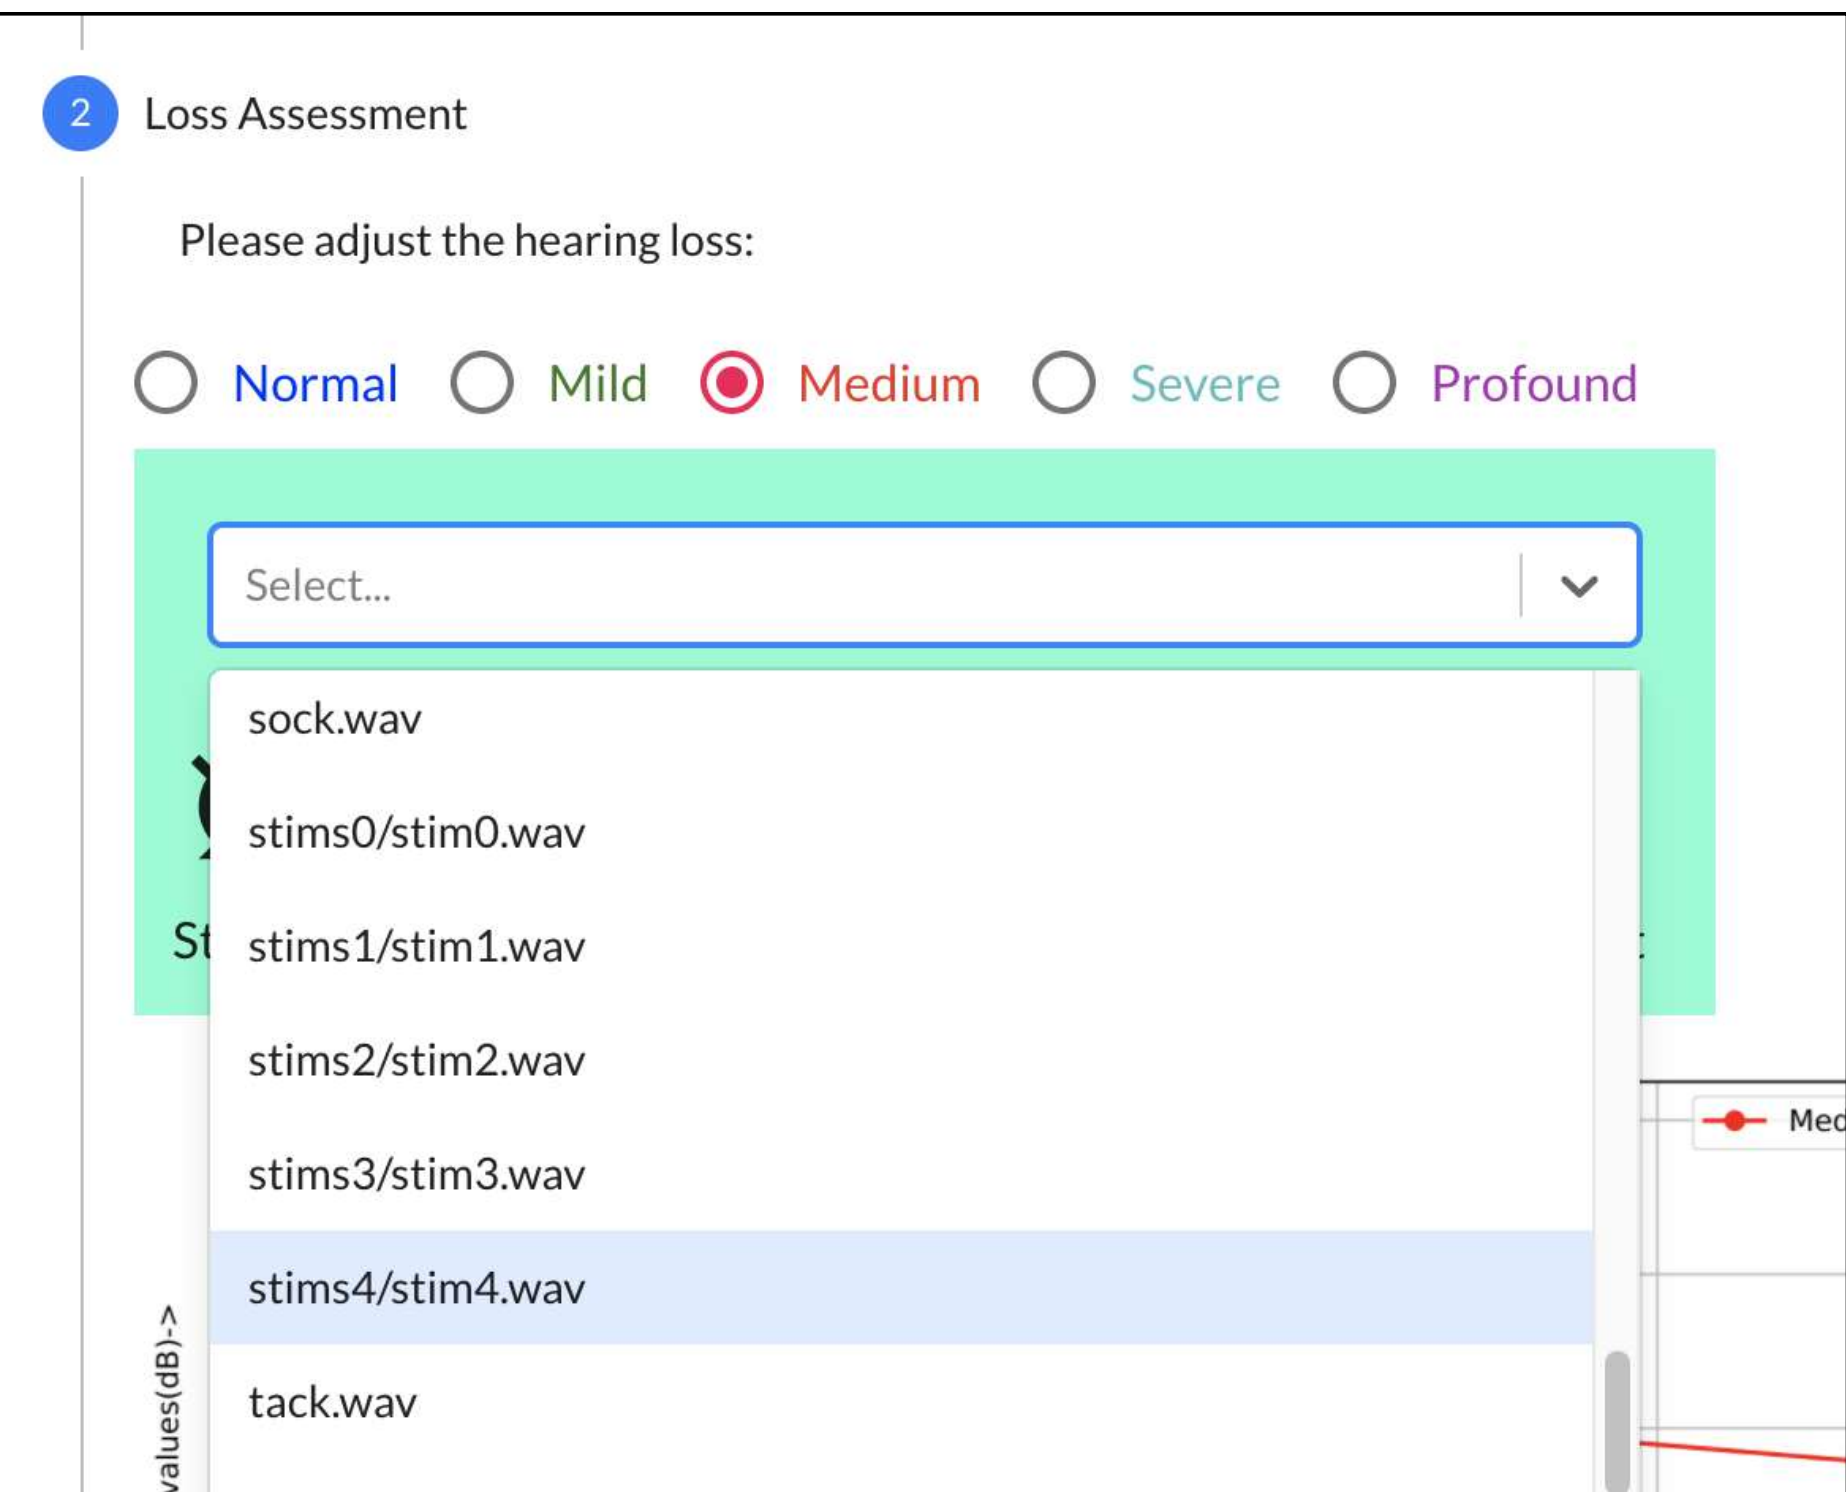 2 Loss Assessment
Please adjust the hearing loss:
Normal Mild Medium Severe Profound
Select...
sock.wav
stims0/stim0.wav
stims1/stim1.wav
stims2/stim2.wav
stims3/stim3.wav
stims4/stim4.wav
tack.wav
values(dB)->